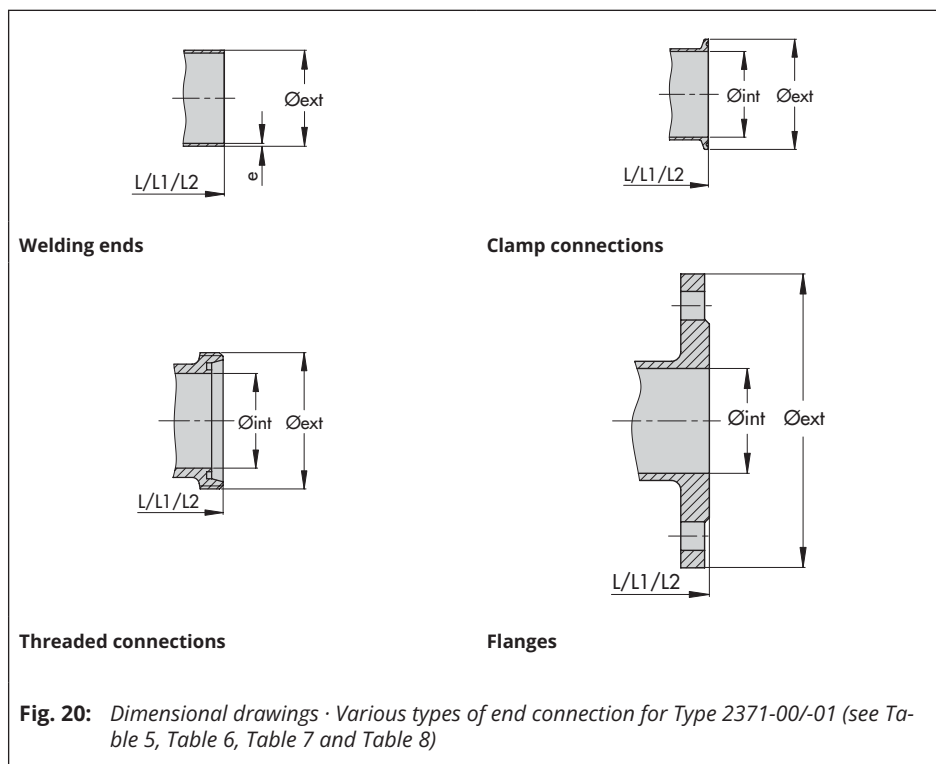 Øext
e
L/L1/L2
Welding ends
Øint
Øext
L/L1/L2
Clamp connections
Øint
Øext
L/L1/L2
Threaded connections
Øint
Øext
L/L1/L2
Flanges
Fig. 20: Dimensional drawings · Various types of end connection for Type 2371-00/-01 (see Ta-
ble 5, Table 6, Table 7 and Table 8)